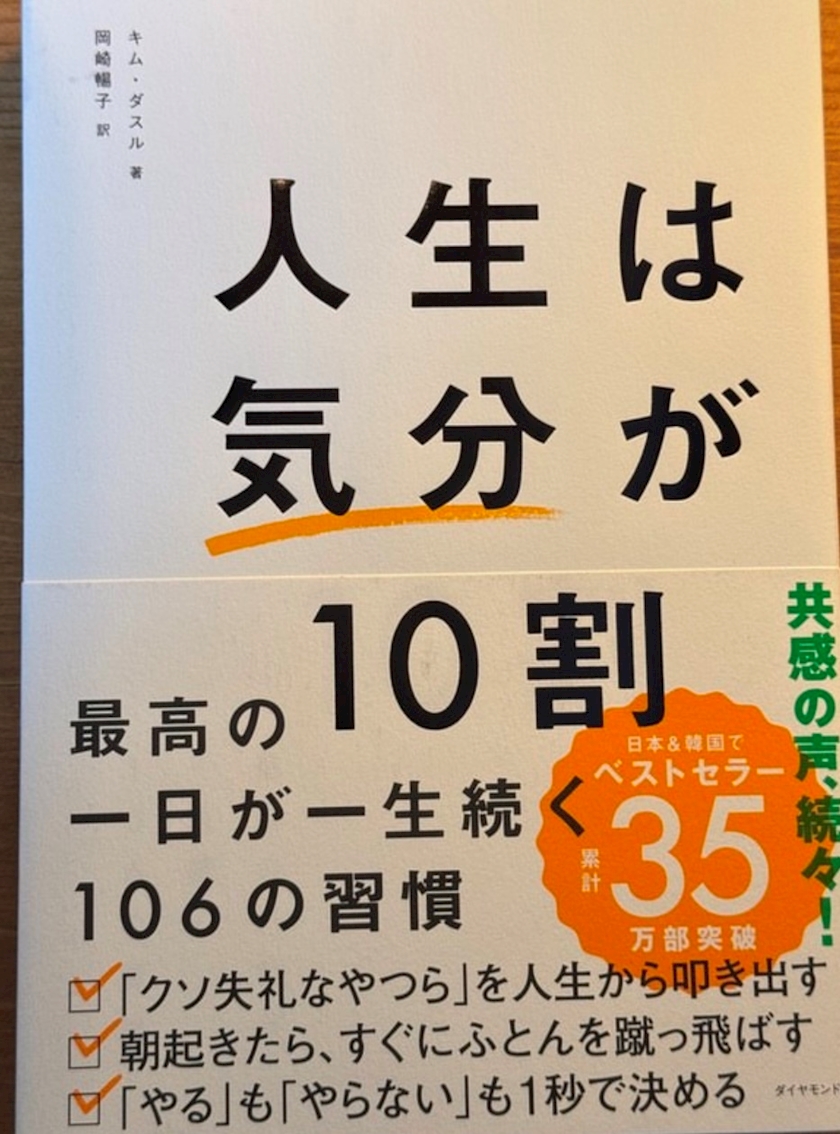 キム・ダスル 著
岡崎暢子 訳
人生は
気分が
10割
最高の
一日が一生続く
106の習慣
共感の声、続々！
日本&韓国で
ベストセラー
累計
35
万部突破
「クソ失礼なやつら」を人生から叩き出す
朝起きたら、すぐにふとんを蹴っ飛ばす
「やる」も「やらない」も1秒で決める
ダイヤモンド